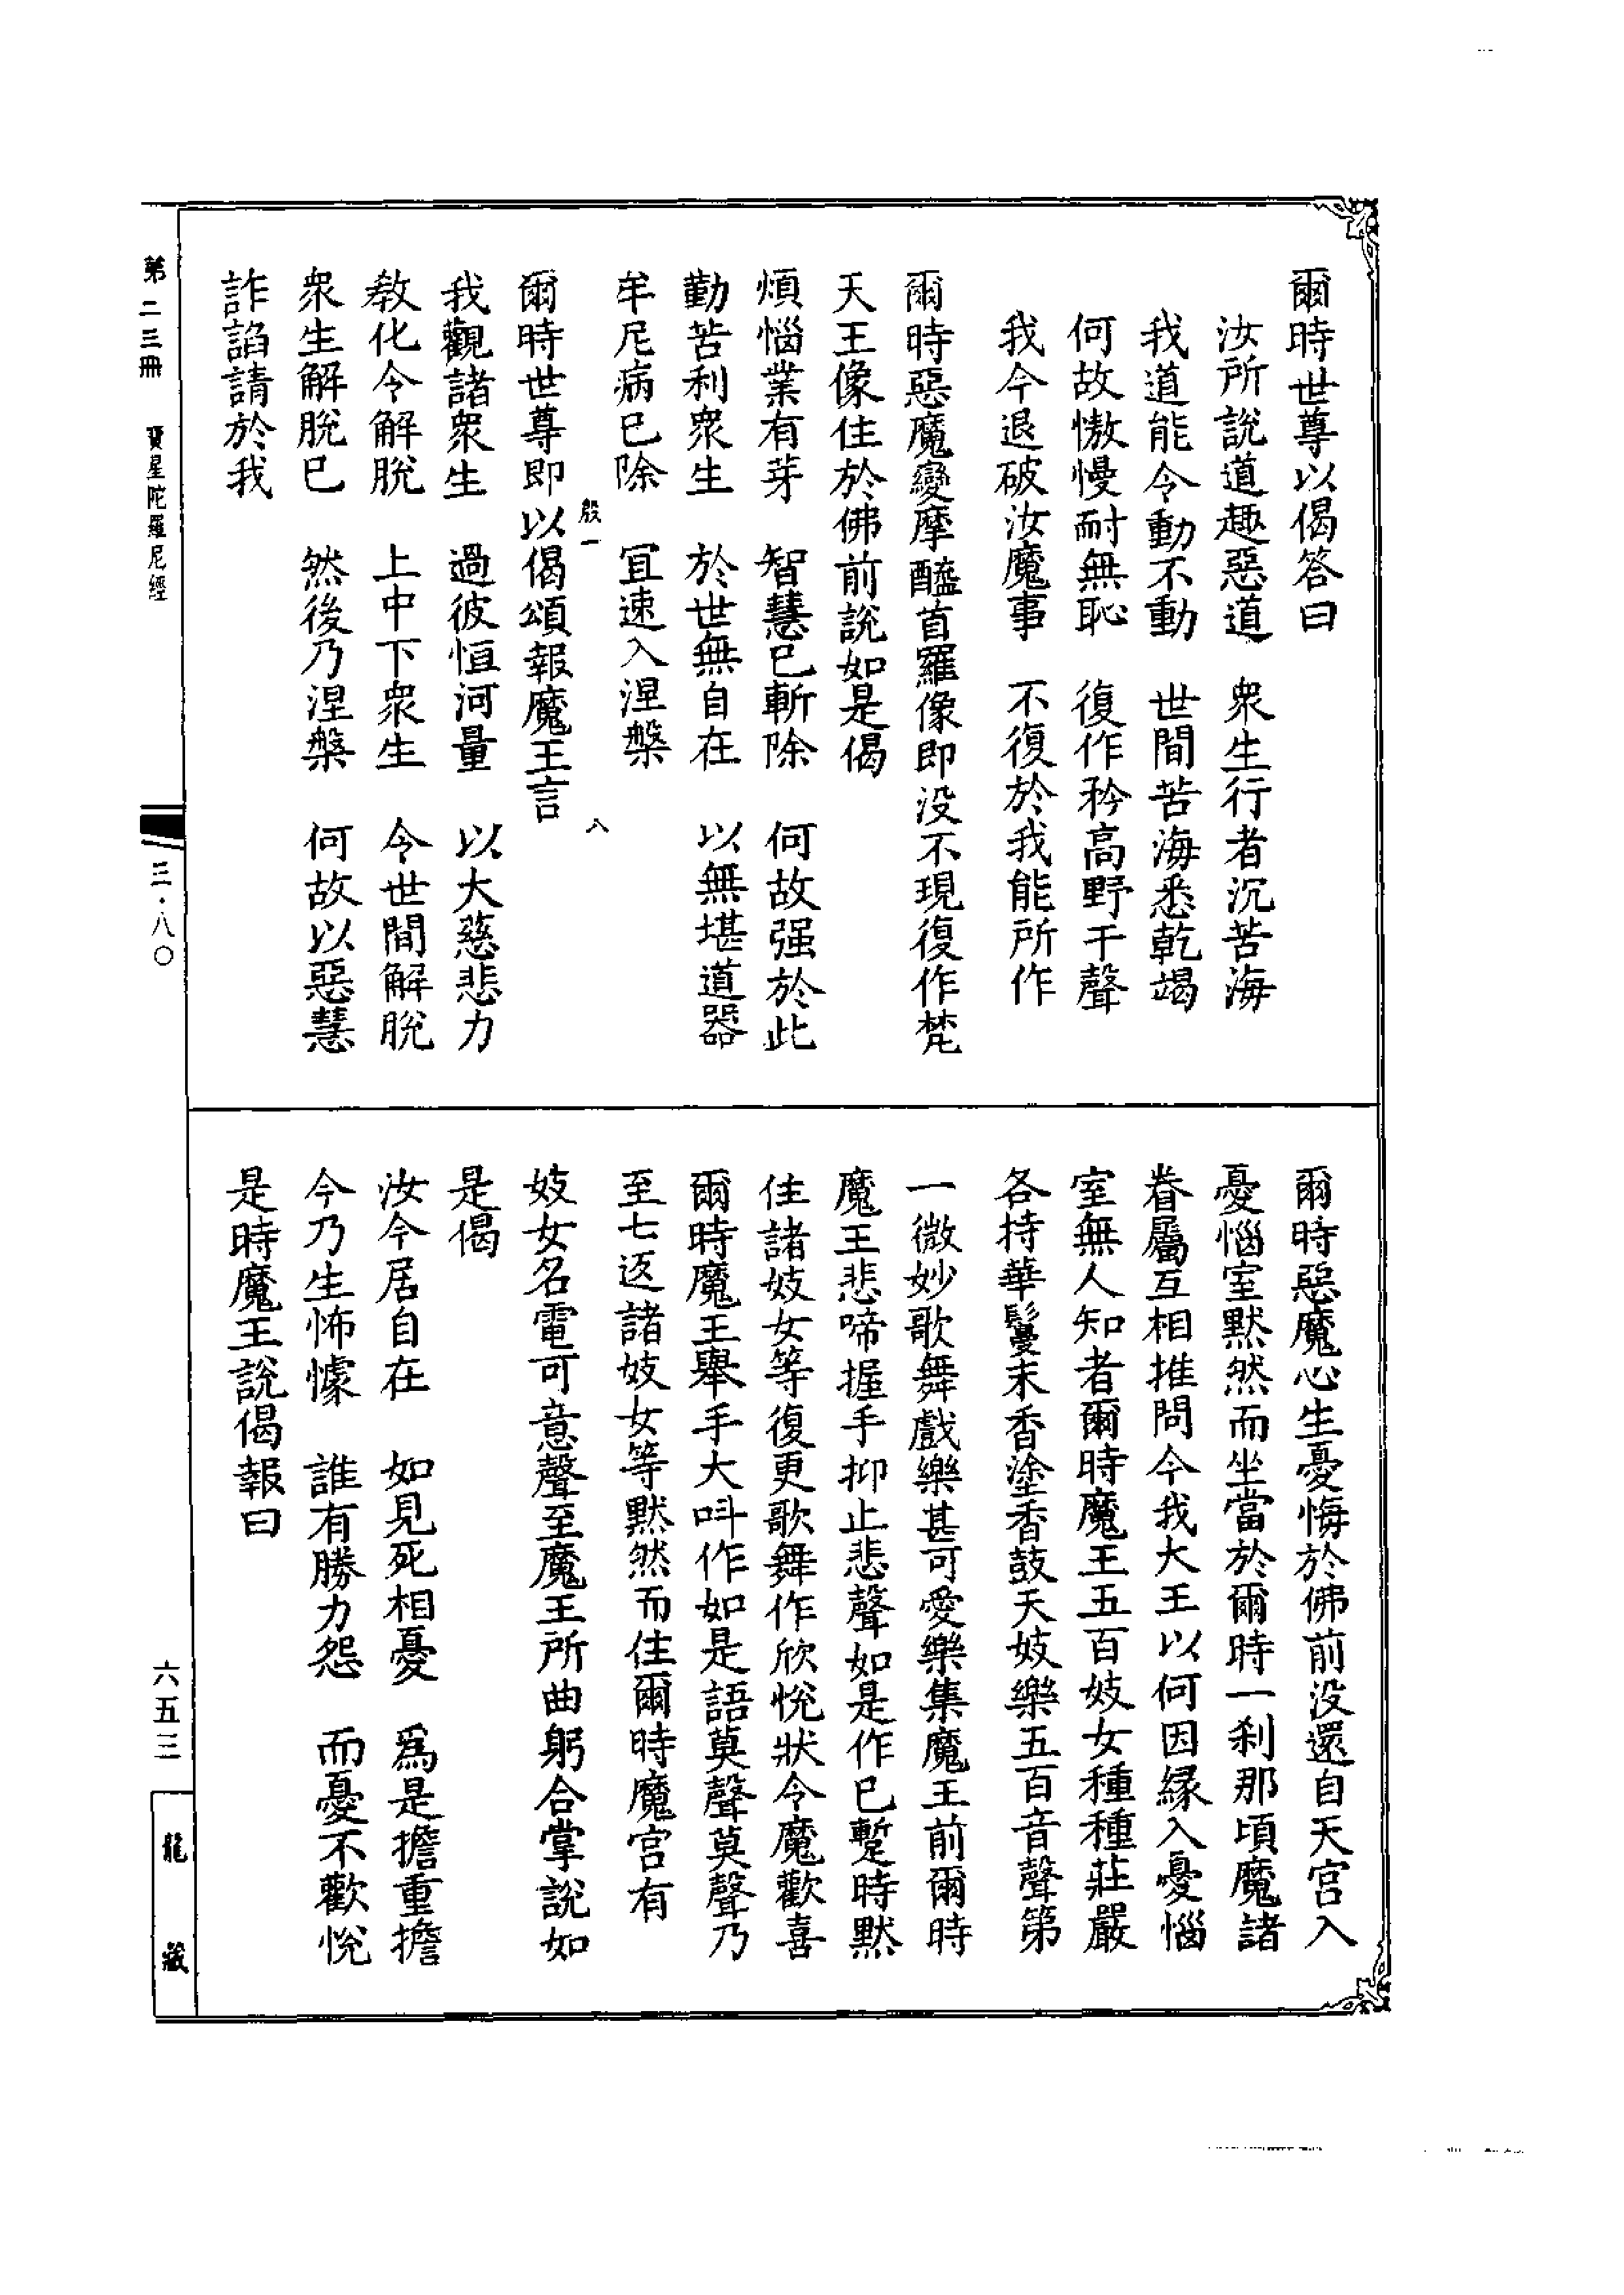 爾時世尊以偈答曰
汝所說道趣惡道　衆生行者沉苦海
我道能令動不動　世間苦海悉乾竭
何故慠慢耐無恥　復作矜高野干聲
我今退破汝魔事　不復於我能所作
爾時惡魔變摩醯首羅像即没不現復作梵
天王像住於佛前說如是偈
煩惱業有芽　智慧已斬除　何故强於此
勤苦利衆生　於世無自在　以無堪道器
牟尼病已除　宜速入涅槃
殷一　八
爾時世尊即以偈頌報魔王言
我觀諸衆生　過彼恒河量　以大慈悲力
教化令解脫　上中下衆生　令世間解脫
衆生解脫已　然後乃涅槃　何故以惡慧
詐諂請於我
爾時惡魔心生憂悔於佛前没還自天宫入
憂惱室黙然而坐當於爾時一刹那頃魔諸
眷屬互相推問今我大王以何因緣入憂惱
室無人知者爾時魔王五百妓女種種莊嚴
各持華鬘末香塗香鼓天妓樂五百音聲第
一微妙歌舞戲樂甚可愛樂集魔王前爾時
魔王悲啼握手抑止悲聲如是作已蹔時黙
住諸妓女等復更歌舞作欣悅狀令魔歡喜
爾時魔王舉手大呌作如是語莫聲莫聲乃
至七返諸妓女等黙然而住爾時魔宫有
妓女名電可意聲至魔王所曲躬合掌說如
是偈
汝今居自在　如見死相憂　爲是擔重擔
今乃生怖懅　誰有勝力怨　而憂不歡悅
是時魔王說偈報曰
第二三冊　寶星陀羅尼經
三·八〇
六五三
龍藏